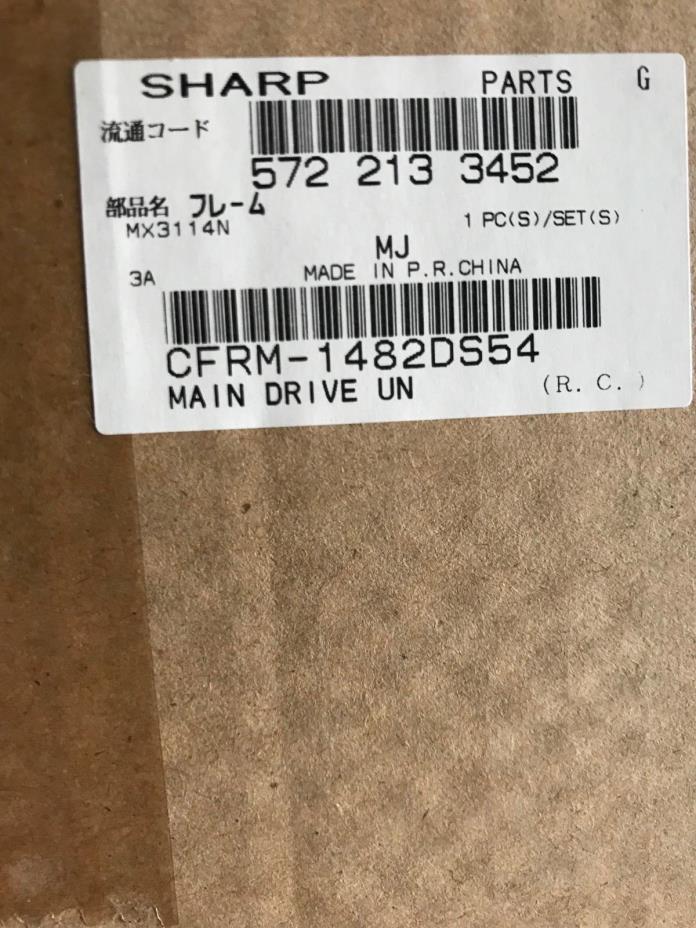 SHARP PARTS G
流通コード
572 213 3452
部品名 フレーム
MX3114N 1 PC(S)/SET(S)
MJ
3A MADE IN P.R.CHINA
CFRM-1482DS54
MAIN DRIVE UN (R. C. )